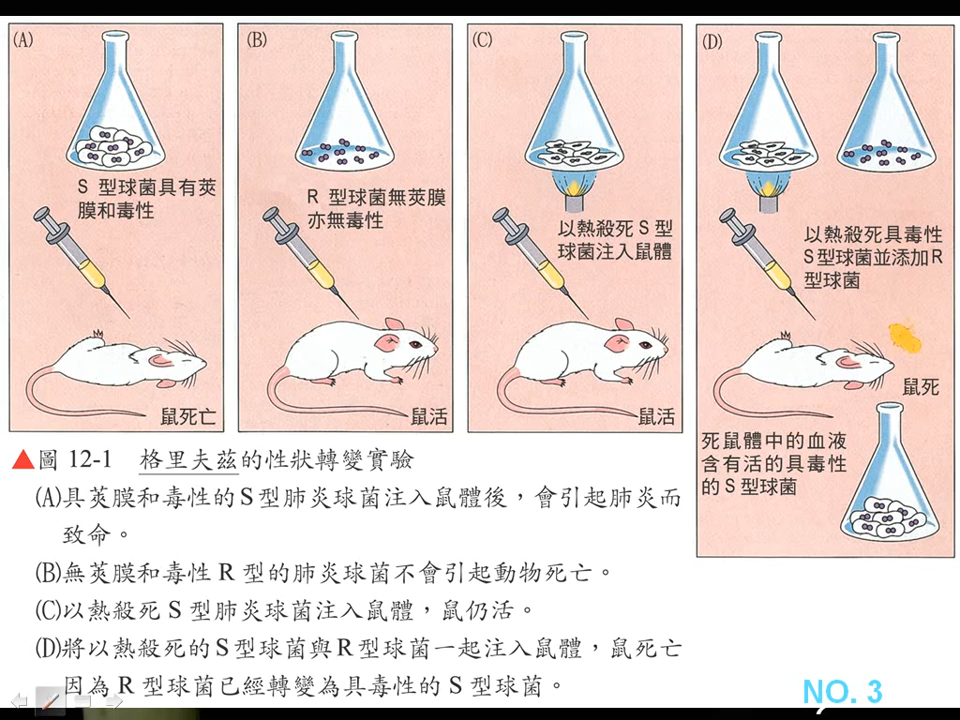 (A)
S 型球菌具有莢
膜和毒性
鼠死亡
(B)
R 型球菌無莢膜
亦無毒性
鼠活
(C)
以熱殺死 S 型
球菌注入鼠體
鼠活
(D)
以熱殺死具毒性
S型球菌並添加R
型球菌
鼠死
死鼠體中的血液
含有活的具毒性
的 S 型球菌
▲圖 12-1 格里夫茲的性狀轉變實驗
(A)具莢膜和毒性的S型肺炎球菌注入鼠體後，會引起肺炎而
致命。
(B)無莢膜和毒性 R 型的肺炎球菌不會引起動物死亡。
(C)以熱殺死 S 型肺炎球菌注入鼠體，鼠仍活。
(D)將以熱殺死的S型球菌與R型球菌一起注入鼠體，鼠死亡
因為 R 型球菌已經轉變為具毒性的 S 型球菌。
NO. 3